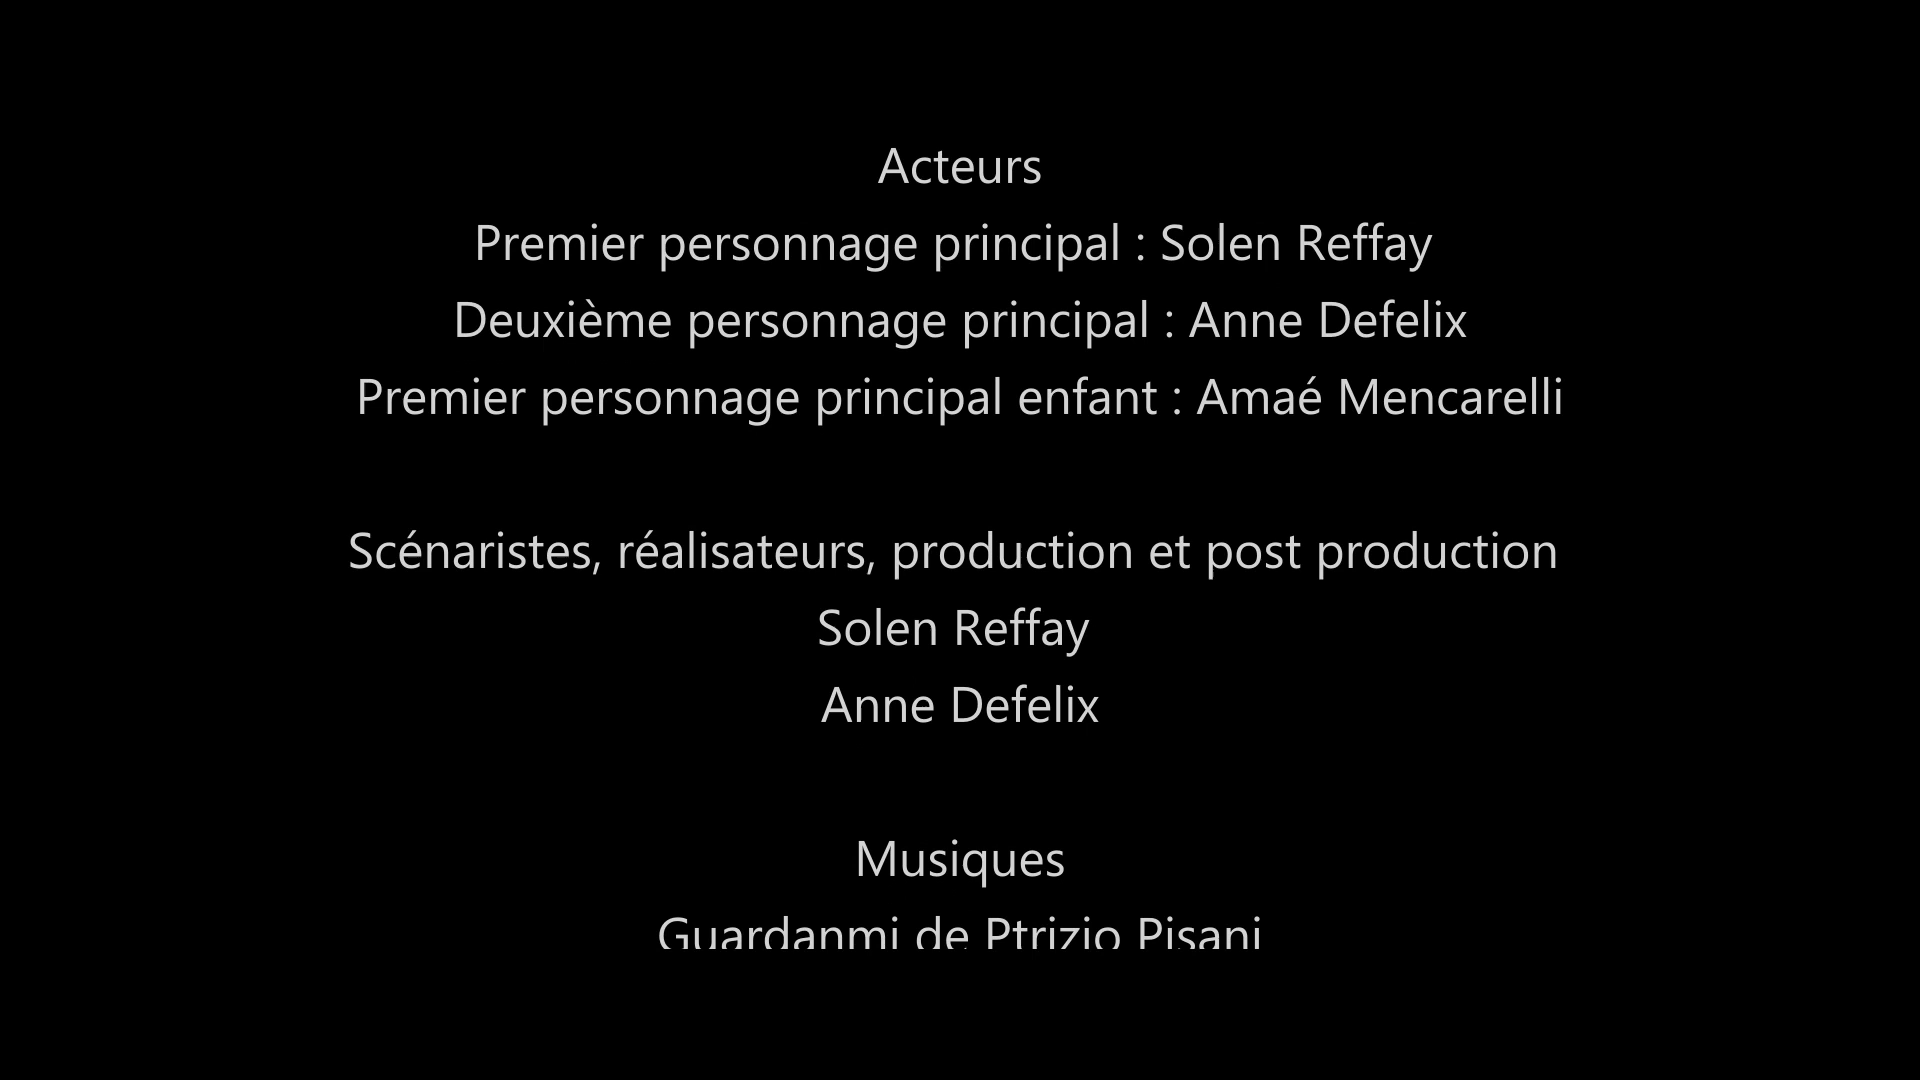 Acteurs
Premier personnage principal : Solen Reffay
Deuxième personnage principal : Anne Defelix
Premier personnage principal enfant : Amaé Mencarelli
Scénaristes, réalisateurs, production et post production
Solen Reffay
Anne Defelix
Musiques
Guardanmi de Ptrizio Pisani